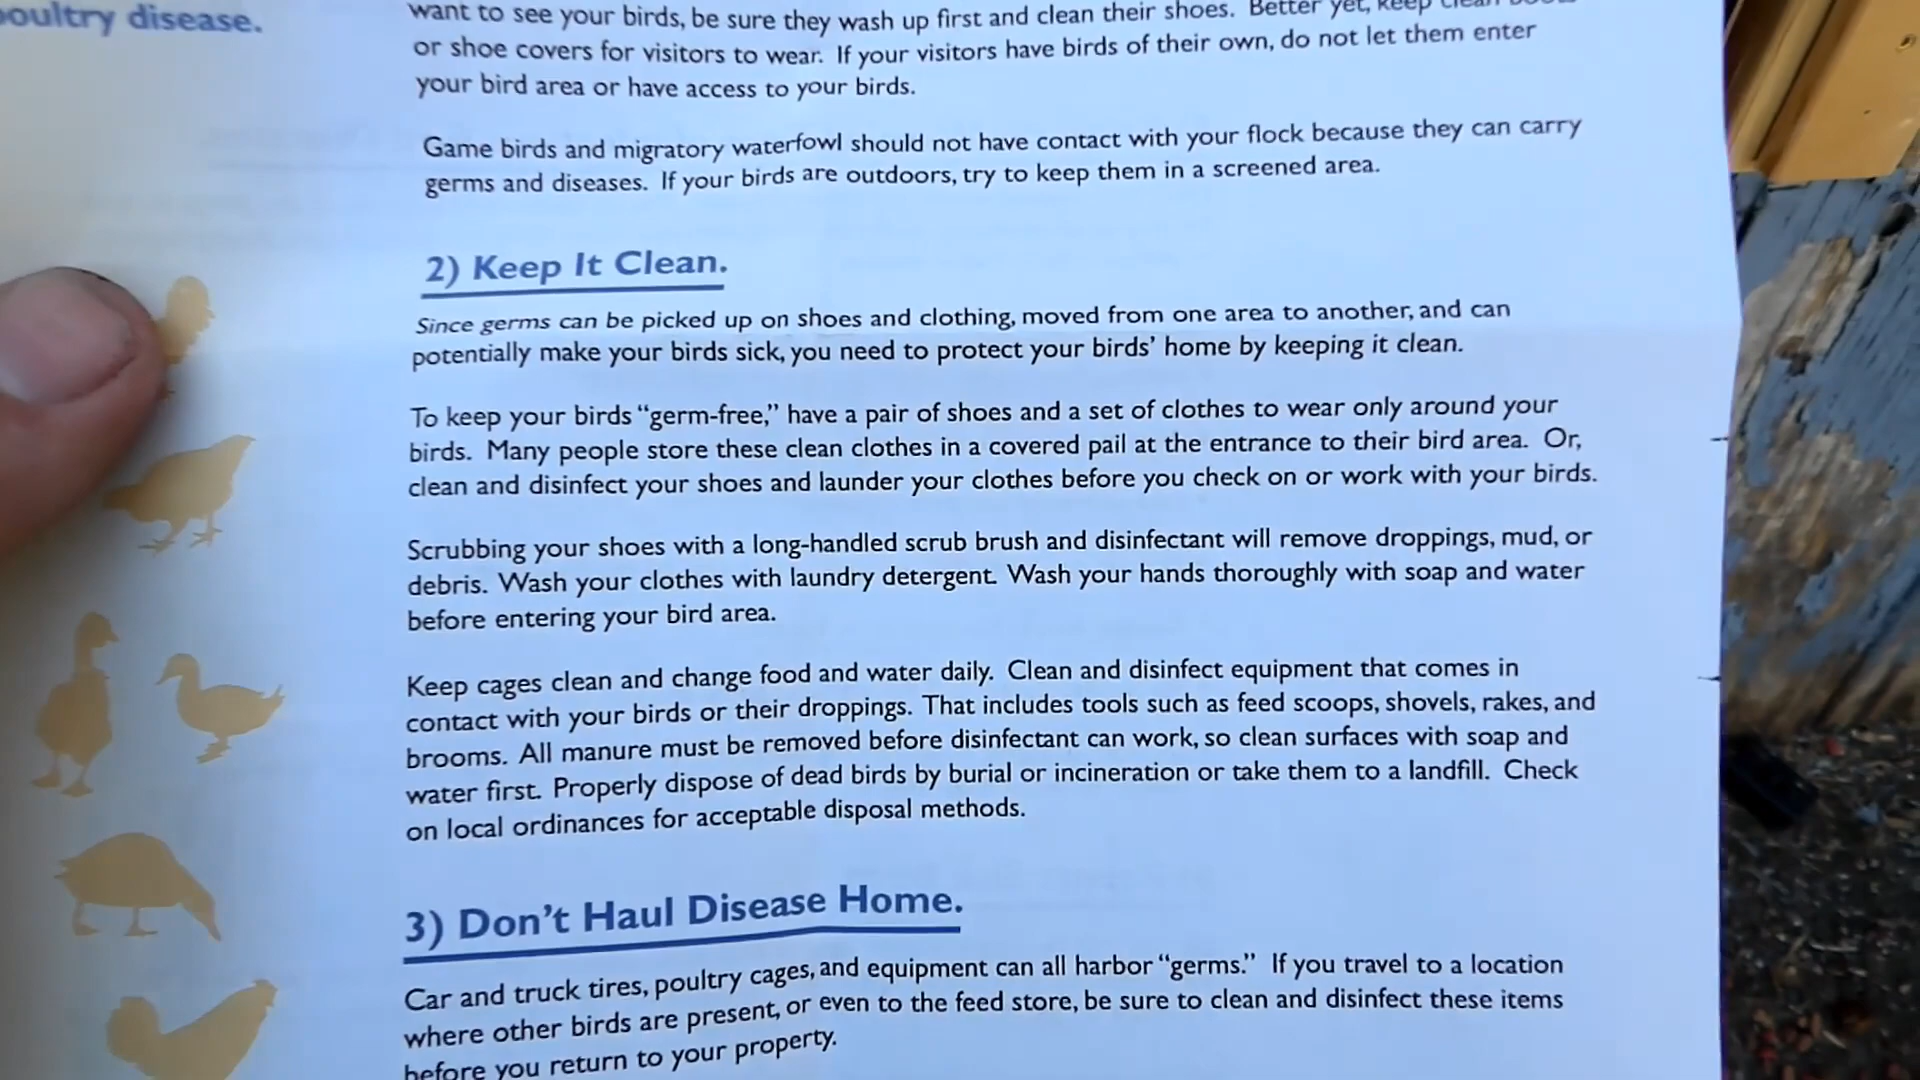 poultry disease.
want to see your birds, be sure they wash up first and clean their shoes. Better yet, keep clean
or shoe covers for visitors to wear. If your visitors have birds of their own, do not let them enter
your bird area or have access to your birds.
Game birds and migratory waterfowl should not have contact with your flock because they can carry
germs and diseases. If your birds are outdoors, try to keep them in a screened area.
2) Keep It Clean.
Since germs can be picked up on shoes and clothing, moved from one area to another, and can
potentially make your birds sick, you need to protect your birds’ home by keeping it clean.
To keep your birds “germ-free,” have a pair of shoes and a set of clothes to wear only around your
birds. Many people store these clean clothes in a covered pail at the entrance to their bird area. Or,
clean and disinfect your shoes and launder your clothes before you check on or work with your birds.
Scrubbing your shoes with a long-handled scrub brush and disinfectant will remove droppings, mud, or
debris. Wash your clothes with laundry detergent. Wash your hands thoroughly with soap and water
before entering your bird area.
Keep cages clean and change food and water daily. Clean and disinfect equipment that comes in
contact with your birds or their droppings. That includes tools such as feed scoops, shovels, rakes, and
brooms. All manure must be removed before disinfectant can work, so clean surfaces with soap and
water first. Properly dispose of dead birds by burial or incineration or take them to a landfill. Check
on local ordinances for acceptable disposal methods.
3) Don’t Haul Disease Home.
Car and truck tires, poultry cages, and equipment can all harbor “germs.” If you travel to a location
where other birds are present, or even to the feed store, be sure to clean and disinfect these items
before you return to your property.